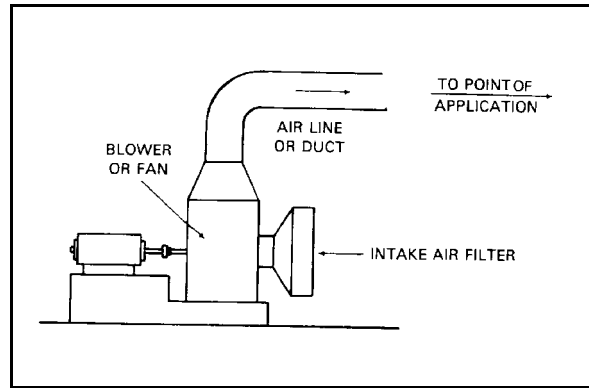 TO POINT OF
APPLICATION
AIR LINE
OR DUCT
BLOWER
OR FAN
INTAKE AIR FILTER